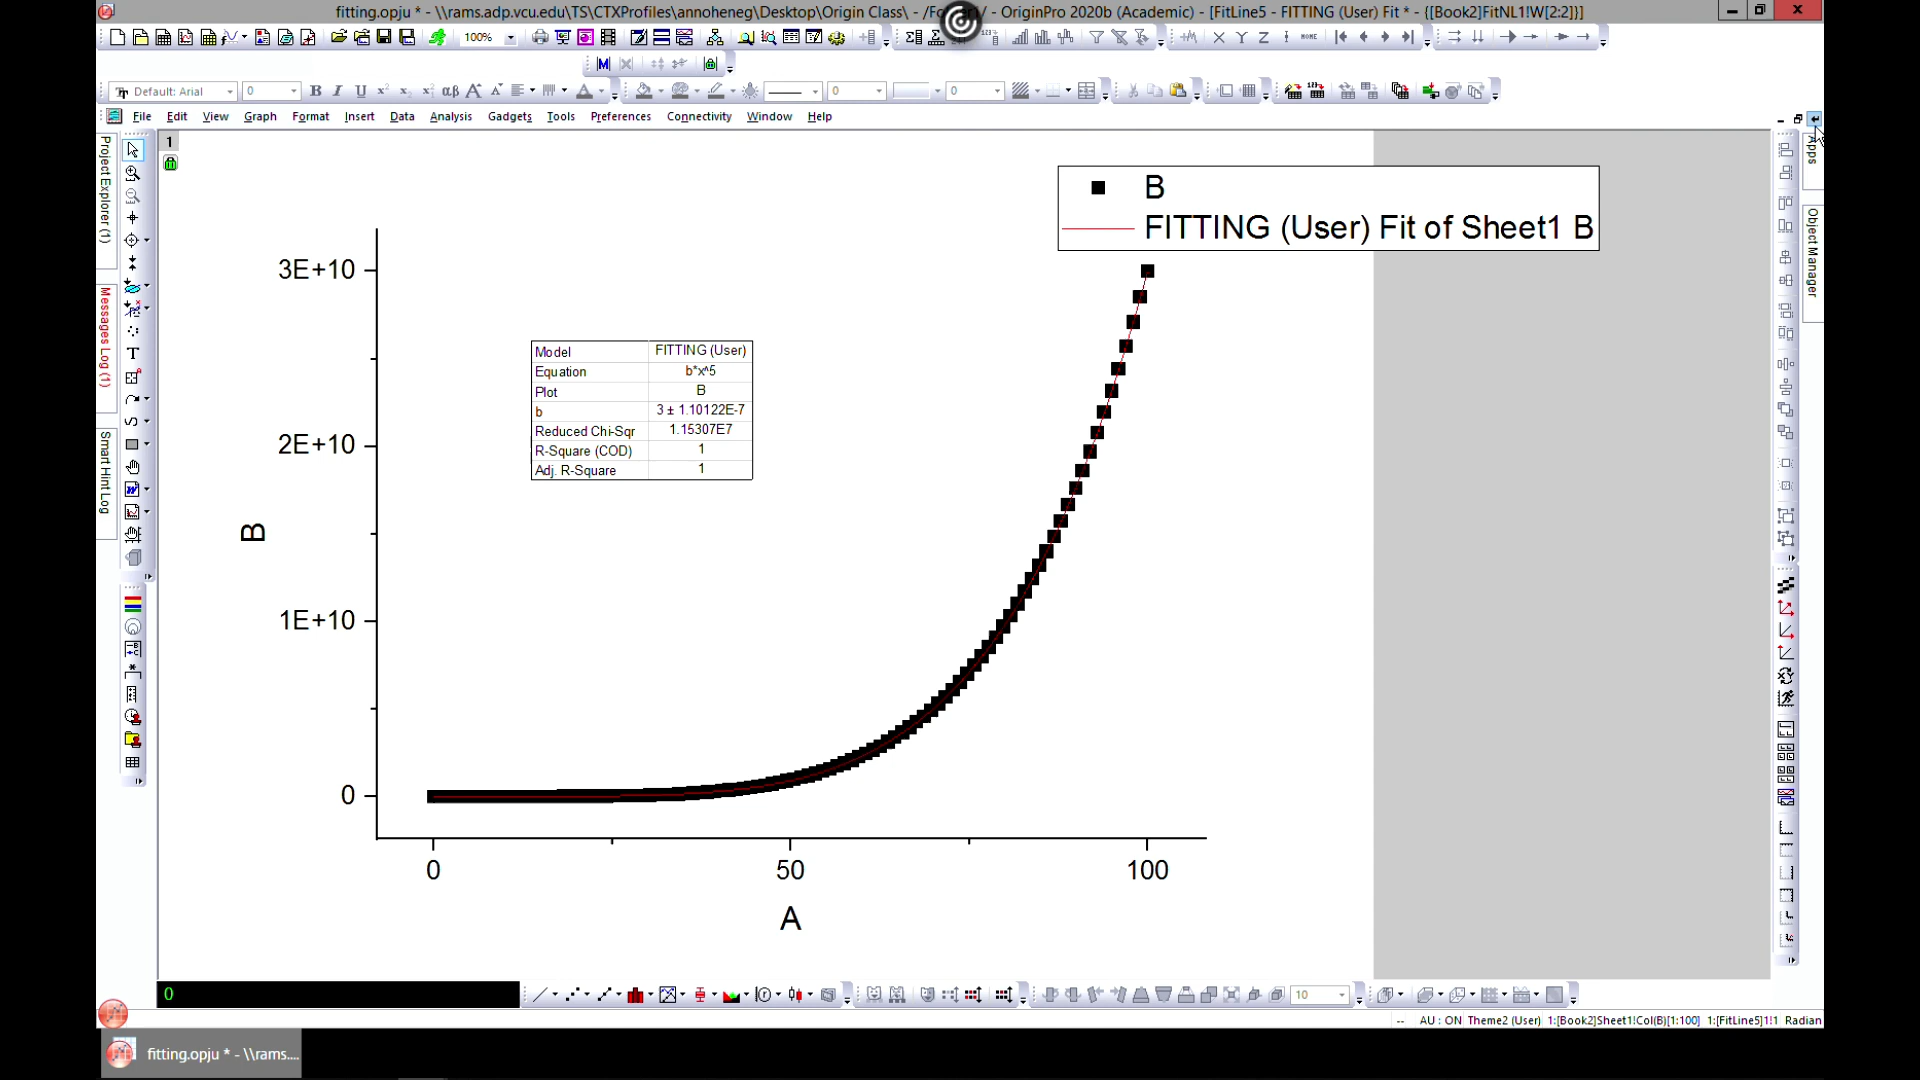 fitting.opju * - \\rams.adp.vcu.edu\TS\CTXProfiles\annoheneg\Desktop\Origin Class\ - /Folder1/ - OriginPro 2020b (Academic) - [FitLine5 - FITTING (User) Fit * - {[Book2]FitNL1!W[2:2]}]
100%
Default: Arial 0 B I U αβ A A A 0 0
File Edit View Graph Format Insert Data Analysis Gadgets Tools Preferences Connectivity Window Help
Project Explorer (1)
Messages Log (1)
Smart Hint Log
Apps
Object Manager
1
B
FITTING (User) Fit of Sheet1 B
3E+10
2E+10
1E+10
0
B
Model FITTING (User)
Equation b*x^5
Plot B
b 3 ± 1.10122E-7
Reduced Chi-Sqr 1.15307E7
R-Square (COD) 1
Adj. R-Square 1
0 50 100
A
0
10
-- AU : ON Theme2 (User) 1:[Book2]Sheet1!Col(B)[1:100] 1:[FitLine5]1!1 Radian
fitting.opju * - \\rams....